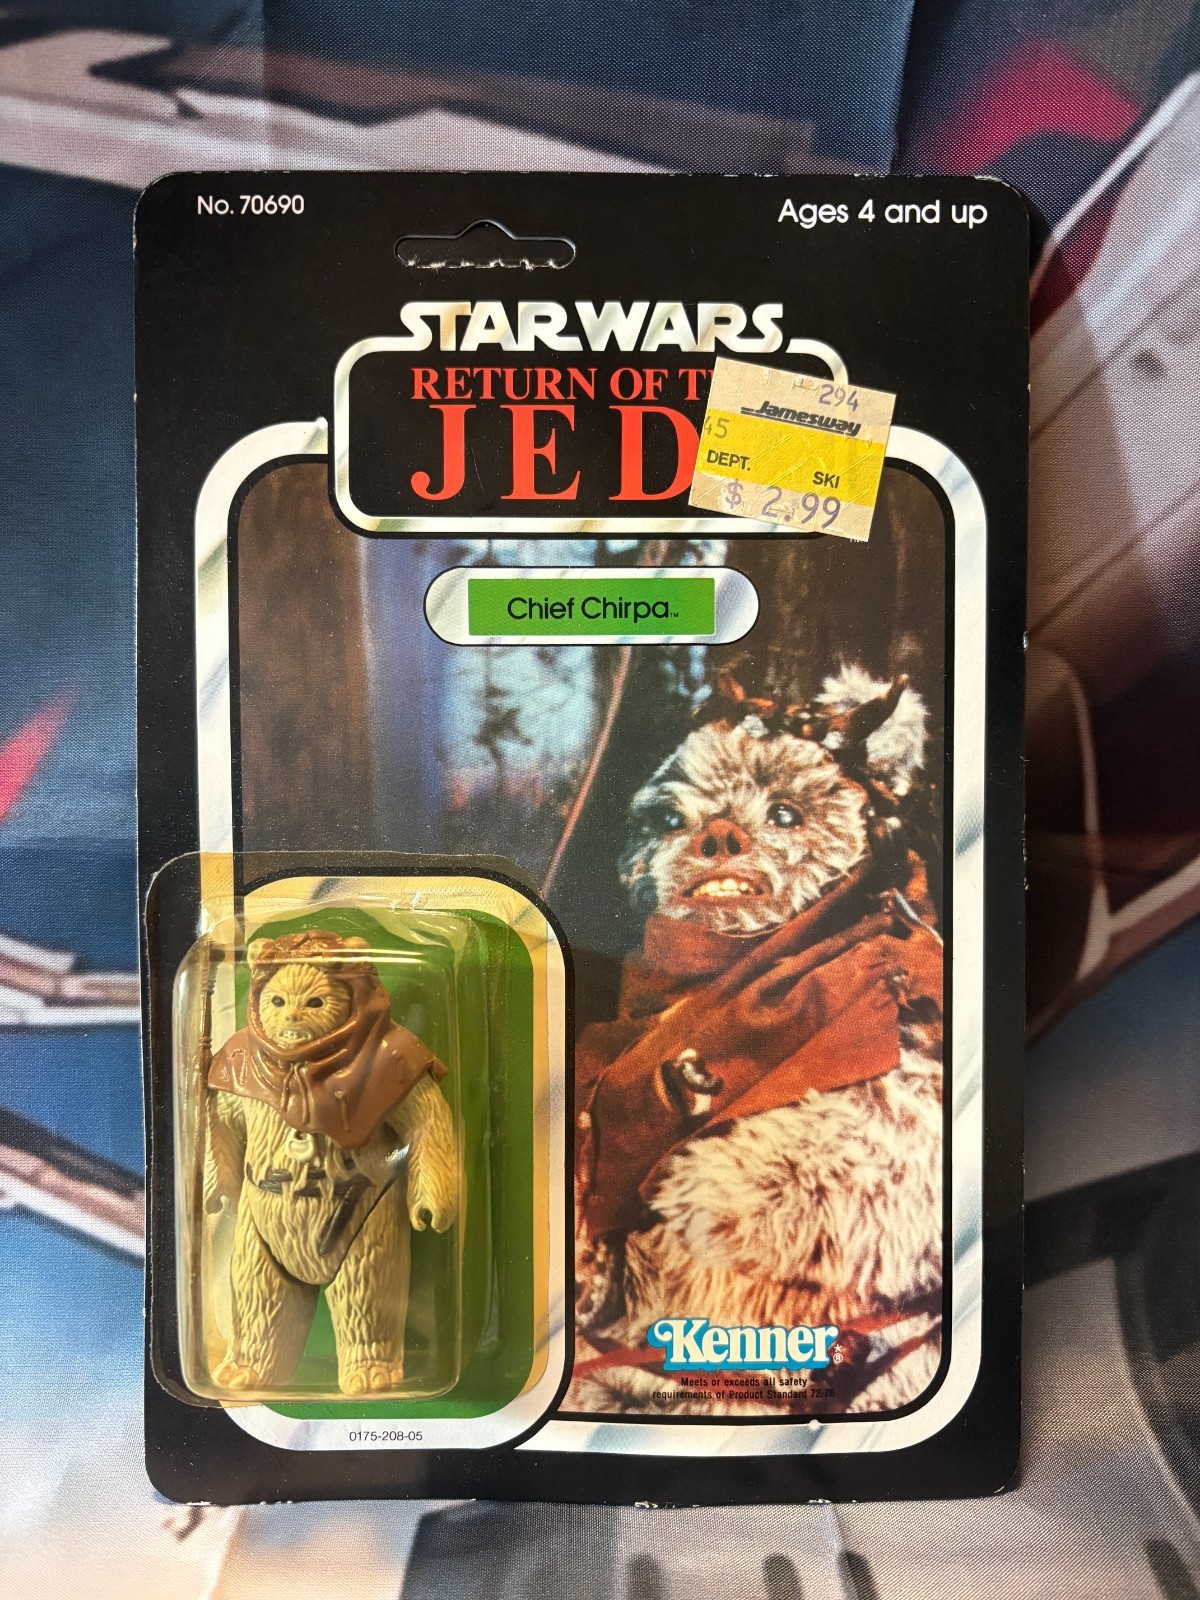 No. 70690
Ages 4 and up
STAR WARS
RETURN OF
JED
294
Jamesway
45
DEPT. SKI
$ 2.99
Chief Chirpa™
Kenner®
Meets or exceeds all safety
requirements of Product Standard 72-76
0175-208-05